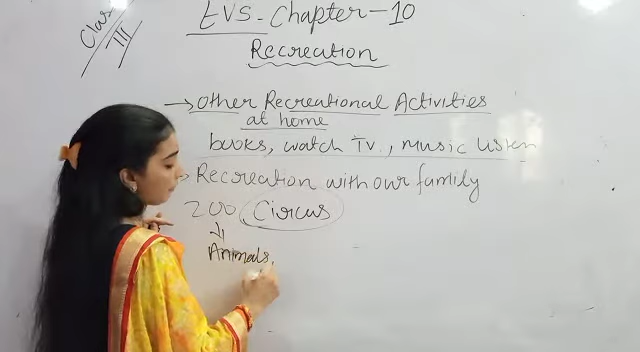 Class III
EVS - Chapter-10
Recreation
→ Other Recreational Activities
at home
books, watch TV., music listen
Recreation with our family
Zoo, Circus
Animals,